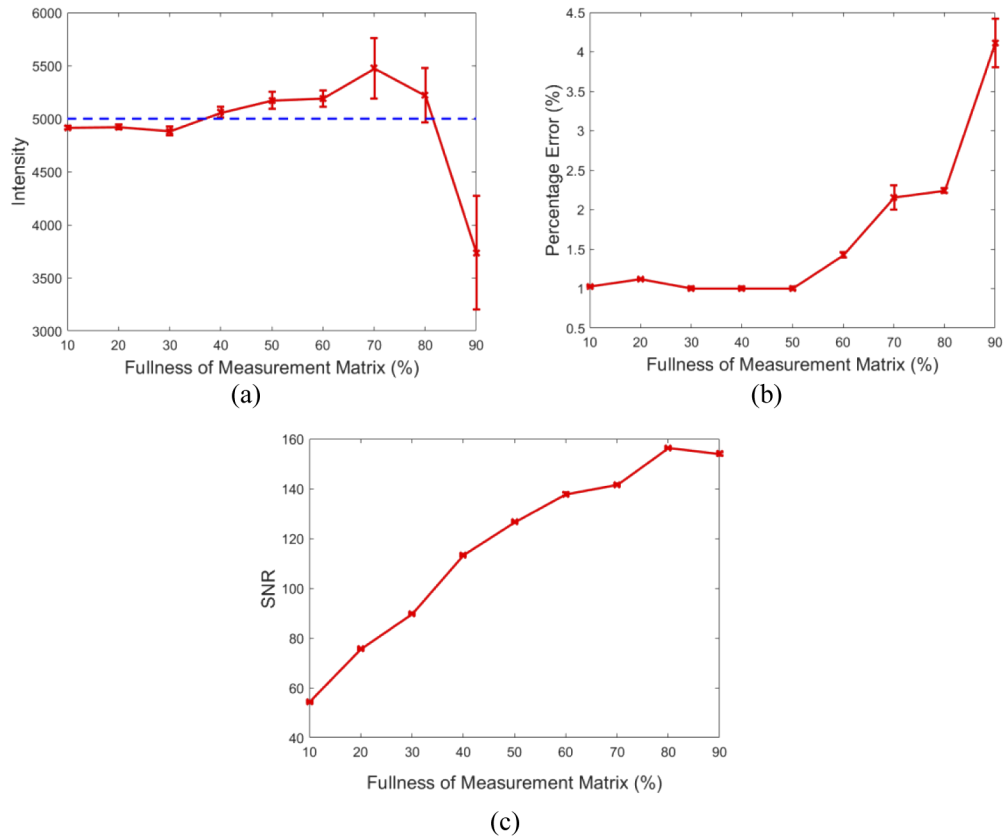 6000
5500
5000
4500
4000
3500
3000
Intensity
10 20 30 40 50 60 70 80 90
Fullness of Measurement Matrix (%)
(a)
4.5
4
3.5
3
2.5
2
1.5
1
0.5
Percentage Error (%)
10 20 30 40 50 60 70 80 90
Fullness of Measurement Matrix (%)
(b)
160
140
120
100
80
60
40
SNR
10 20 30 40 50 60 70 80 90
Fullness of Measurement Matrix (%)
(c)